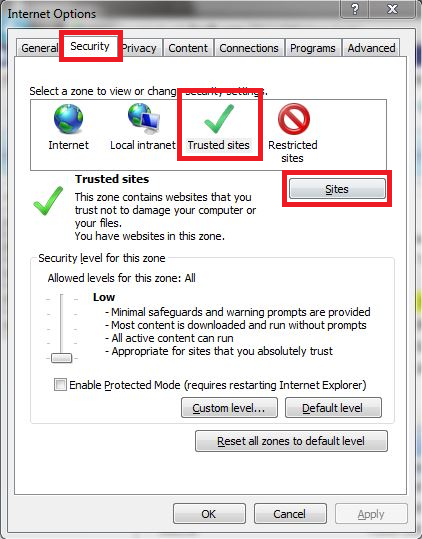 Internet Options
?
General Security Privacy Content Connections Programs Advanced
Select a zone to view or change security settings.
Internet Local intranet Trusted sites Restricted
sites
Trusted sites
Sites
This zone contains websites that you
trust not to damage your computer or
your files.
You have websites in this zone.
Security level for this zone
Allowed levels for this zone: All
Low
- Minimal safeguards and warning prompts are provided
- Most content is downloaded and run without prompts
- All active content can run
- Appropriate for sites that you absolutely trust
Enable Protected Mode (requires restarting Internet Explorer)
Custom level... Default level
Reset all zones to default level
OK Cancel Apply